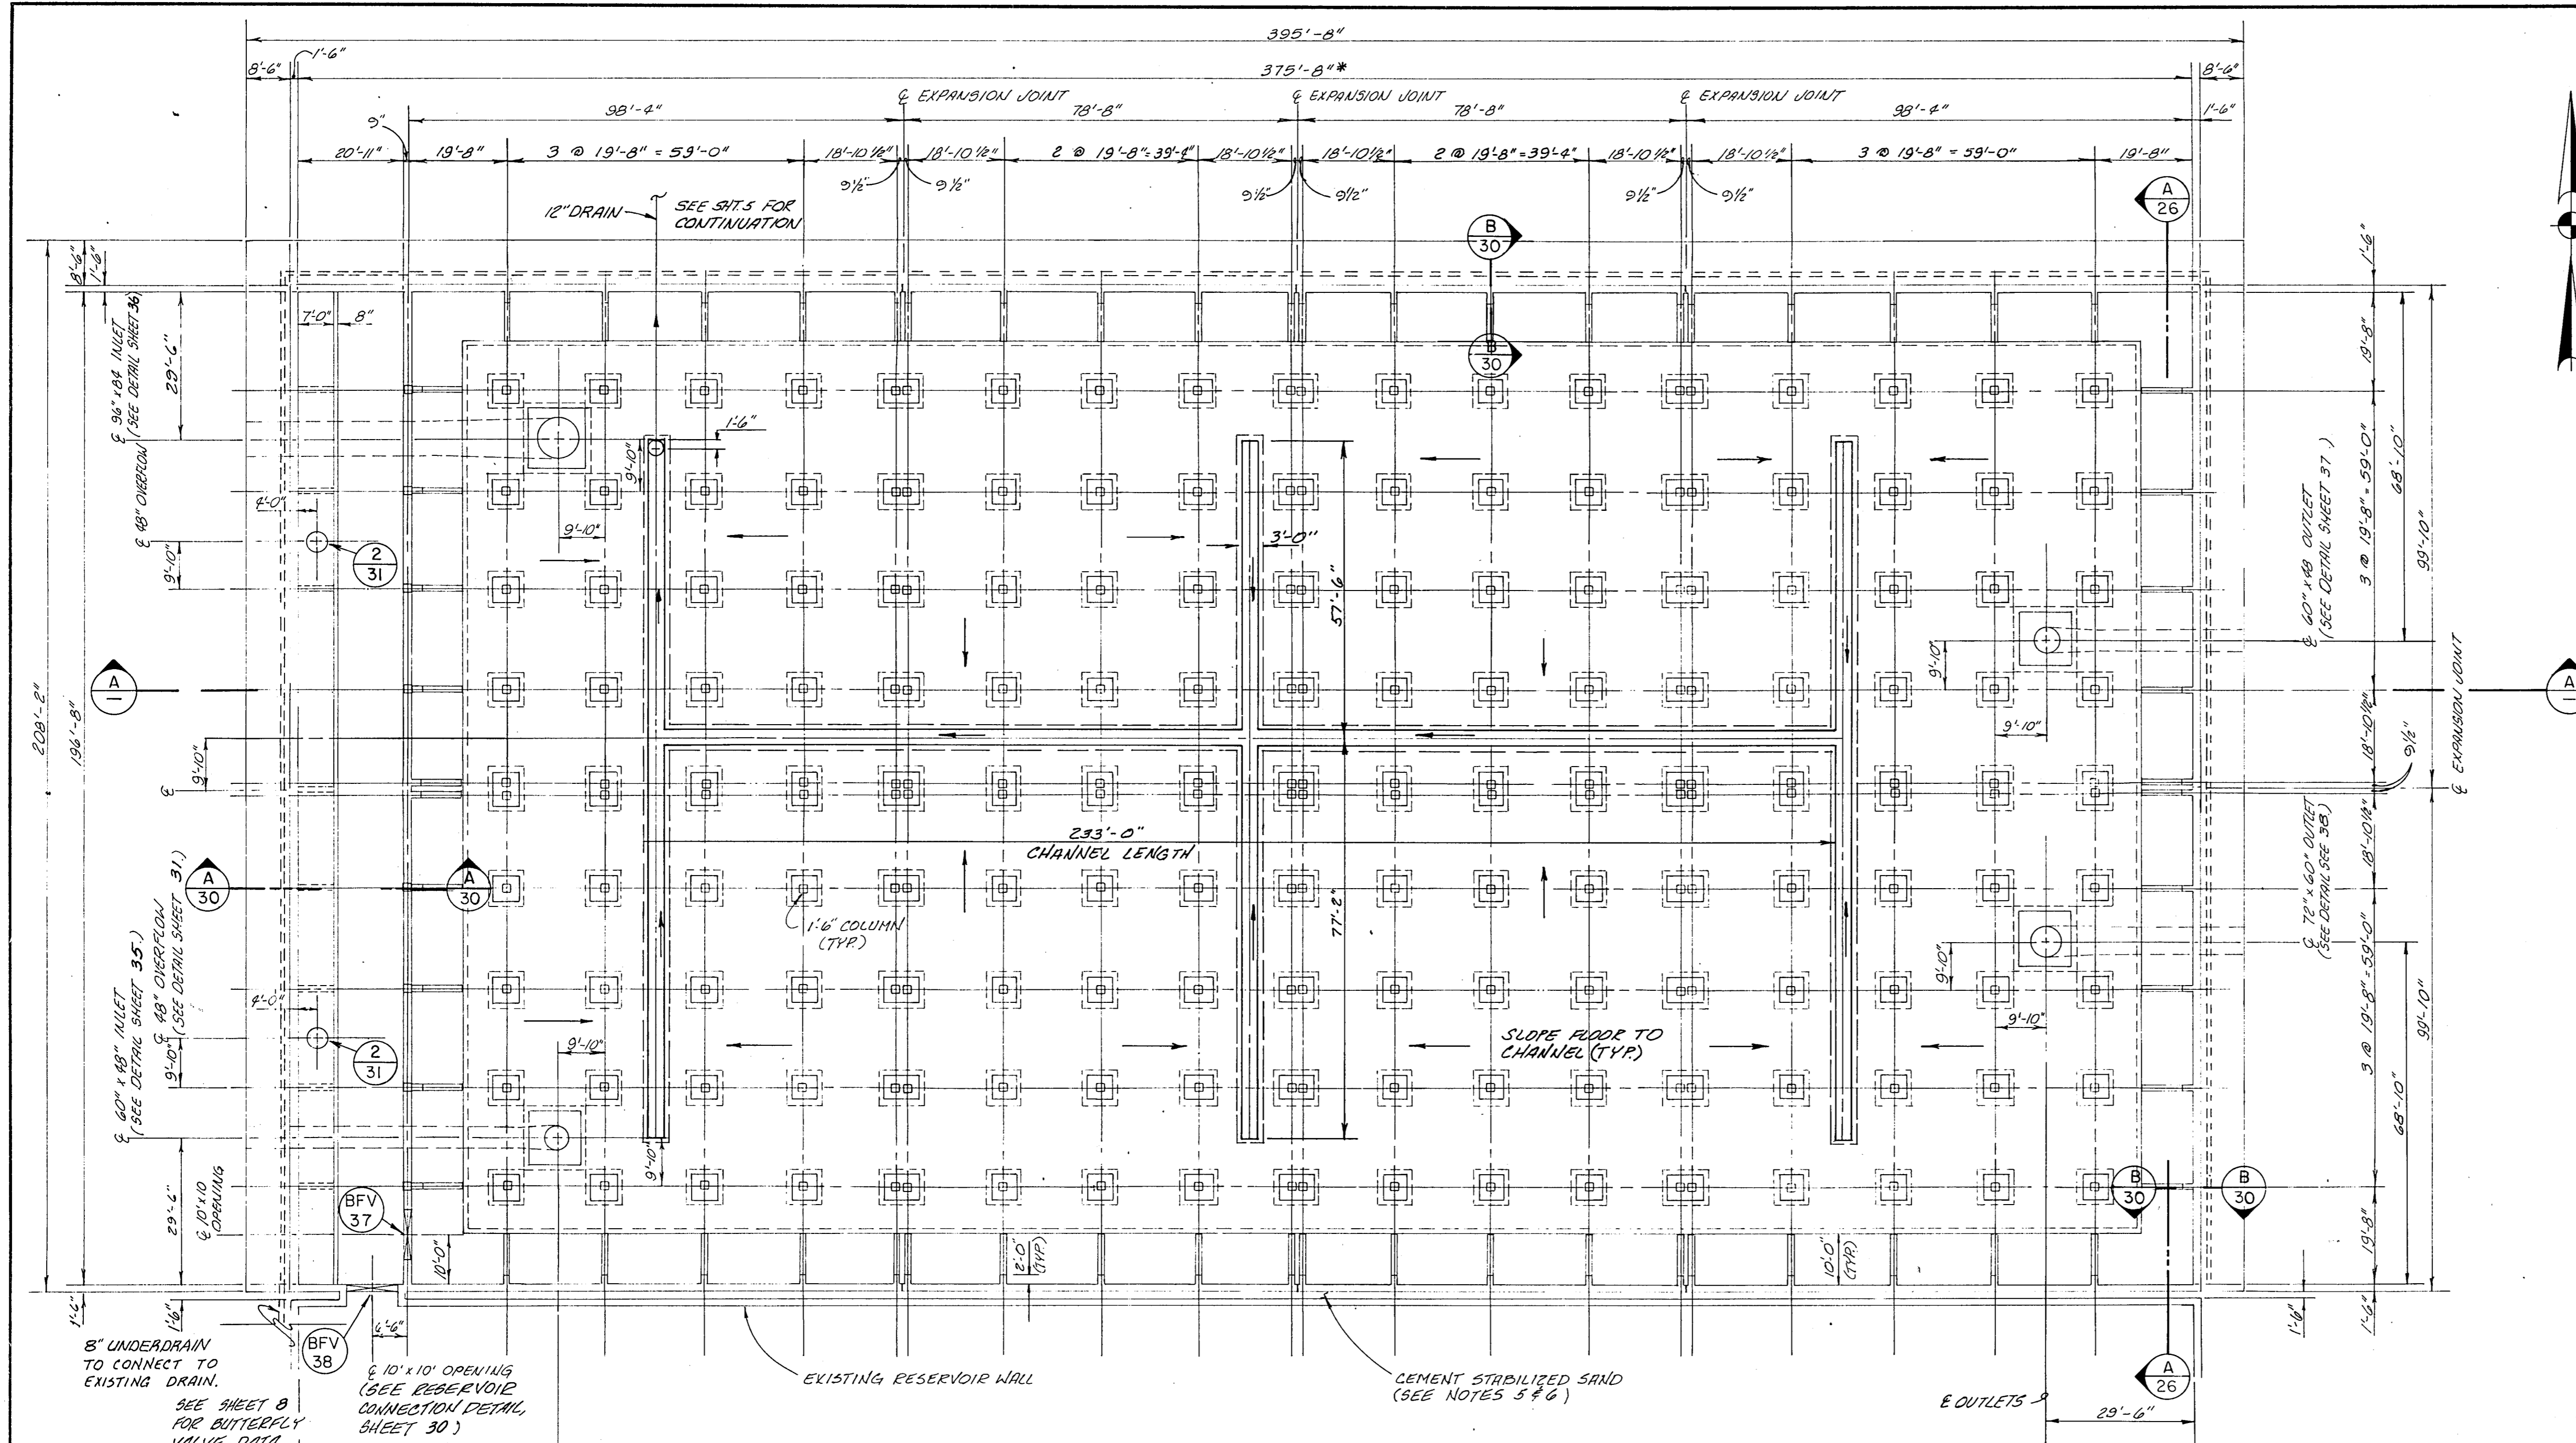 395'-8"
1'-6"
8'-6"
375'-8"*
8'-6"
℄ EXPANSION JOINT
℄ EXPANSION JOINT
℄ EXPANSION JOINT
98'-4"
78'-8"
78'-8"
98'-4"
1'-6"
9"
20'-11"
19'-8"
3 @ 19'-8" = 59'-0"
18'-10½"
18'-10½"
2 @ 19'-8"=39'-4"
18'-10½"
18'-10½"
2 @ 19'-8"=39'-4"
18'-10½"
18'-10½"
3 @ 19'-8" = 59'-0"
19'-8"
9½"
9½"
9½"
9½"
9½"
9½"
A
26
12" DRAIN
SEE SHT. 5 FOR
CONTINUATION
B
30
8'-6"
1'-6"
1'-6"
7'-0"
8"
B
30
℄ 96" x 84 INLET
(SEE DETAIL SHEET 36)
29'-6"
19'-8"
1'-6"
9'-10"
68'-10"
3 @ 19'-8" = 59'-0"
99'-10"
℄ 48" OVERFLOW
4'-0"
℄ 60" x 48 OUTLET
(SEE DETAIL SHEET 37.)
9'-10"
2
31
9'-10"
3'-0"
57'-6"
208'-2"
196'-8"
A
—
9'-10"
A
—
9'-10"
18'-10½"
9½"
℄ EXPANSION JOINT
9'-10"
℄
233'-0"
CHANNEL LENGTH
℄ 72" x 60" OUTLET
(SEE DETAIL SEE 38.)
18'-10½"
A
30
A
30
1'-6" COLUMN
(TYP.)
77'-2"
℄ 60" x 48" INLET
(SEE DETAIL SHEET 35.)
℄ 48" OVERFLOW
(SEE DETAIL SHEET 31.)
4'-0"
9'-10"
9'-10"
3 @ 19'-8" = 59'-0"
99'-10"
68'-10"
9'-10"
2
31
9'-10"
SLOPE FLOOR TO
CHANNEL (TYP.)
9'-10"
B
30
B
30
29'-6"
℄ 10' x 10
OPENING
BFV
37
10'-0"
2'-0"
(TYP.)
10'-0"
(TYP.)
19'-8"
1'-6"
1'-6"
1'-6"
1'-6"
BFV
38
6'-6"
8" UNDERDRAIN
TO CONNECT TO
EXISTING DRAIN.
℄ 10' x 10' OPENING
(SEE RESERVOIR
CONNECTION DETAIL,
SHEET 30)
EXISTING RESERVOIR WALL
CEMENT STABILIZED SAND
(SEE NOTES 5 & 6)
A
26
SEE SHEET 8
FOR BUTTERFLY
VALVE DATA
℄ OUTLETS
29'-6"